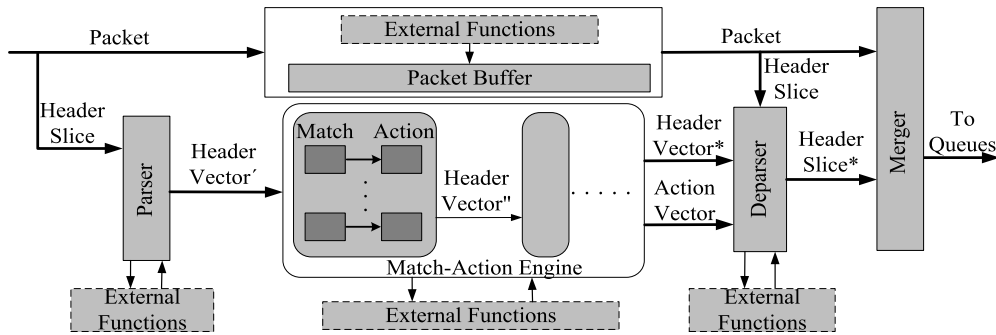 Packet
External Functions
Packet Buffer
Packet
Header
Slice
Header
Slice
Parser
Header
Vector´
Match Action
Header
Vector"
Match-Action Engine
Header
Vector*
Action
Vector
Deparser
Header
Slice*
Merger
To
Queues
External
Functions
External Functions
External
Functions